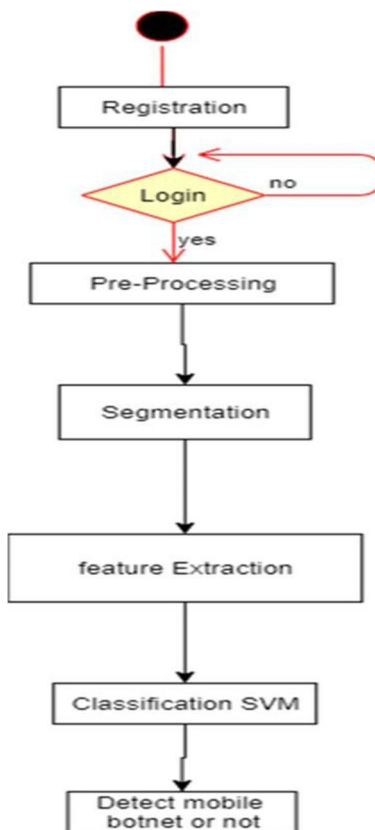 Registration
Login
no
yes
Pre-Processing
Segmentation
feature Extraction
Classification SVM
Detect mobile
botnet or not